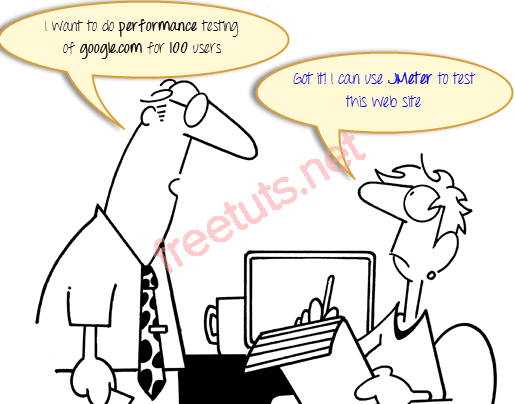 I want to do performance testing
of google.com for 100 users
Got it! I can use JMeter to test
this web site
freetuts.net